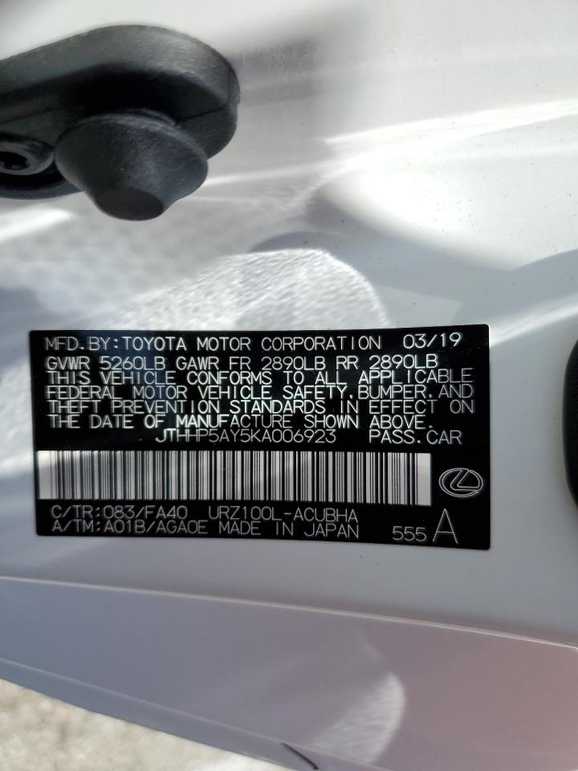 MFD.BY:TOYOTA MOTOR CORPORATION 03/19
GVWR 5260LB GAWR FR 2890LB RR 2890LB
THIS VEHICLE CONFORMS TO ALL APPLICABLE
FEDERAL MOTOR VEHICLE SAFETY,BUMPER,AND
THEFT PREVENTION STANDARDS IN EFFECT ON
THE DATE OF MANUFACTURE SHOWN ABOVE.
JTHHP5AY5KA006923 PASS.CAR
C/TR:083/FA40 URZ100L-ACUBHA
A/TM:A01B/AGA0E MADE IN JAPAN 555 A